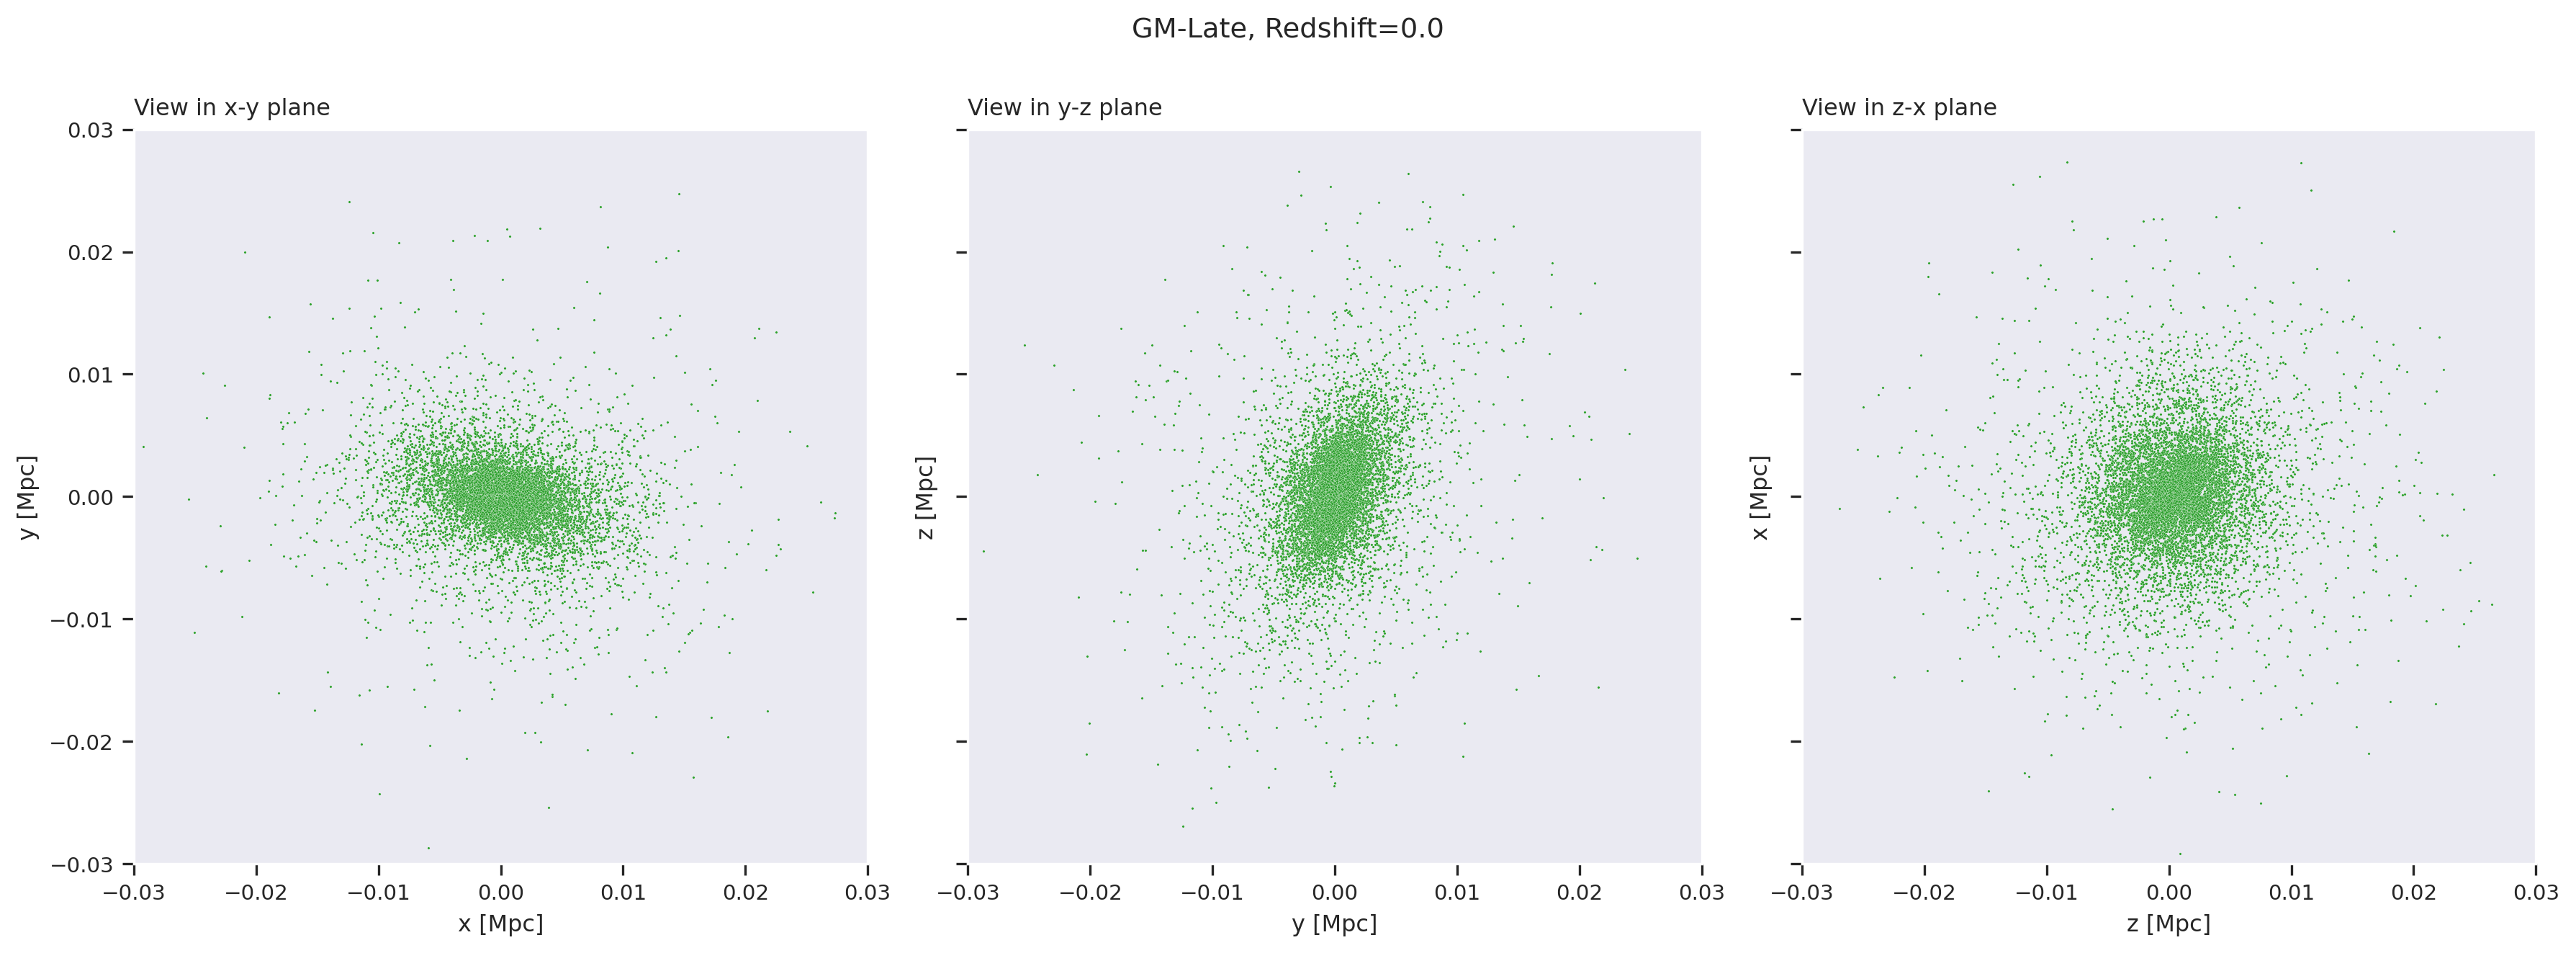 GM-Late, Redshift=0.0
View in x-y plane
View in y-z plane
View in z-x plane
0.03
0.02
0.01
0.00
−0.01
−0.02
−0.03
y [Mpc]
z [Mpc]
x [Mpc]
−0.03 −0.02 −0.01 0.00 0.01 0.02 0.03
−0.03 −0.02 −0.01 0.00 0.01 0.02 0.03
−0.03 −0.02 −0.01 0.00 0.01 0.02 0.03
x [Mpc]
y [Mpc]
z [Mpc]